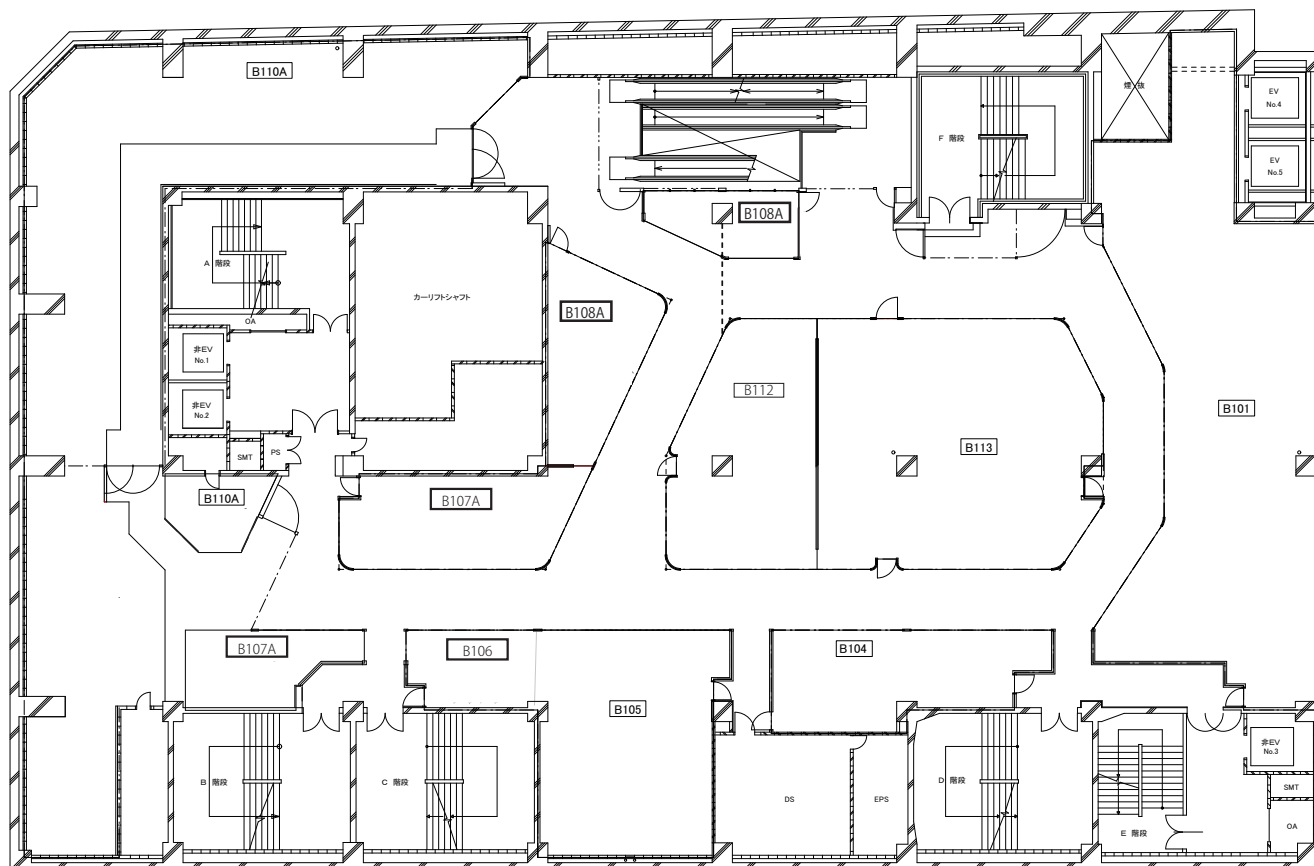 B110A
煙 抜
EV
No.4
EV
No.5
F 階段
B108A
A 階段
カーリフトシャフト
B108A
OA
非EV
No.1
非EV
No.2
B112
B101
B113
SMT
PS
B110A
B107A
B107A
B106
B104
B105
非EV
No.3
B 階段
C 階段
D 階段
DS
EPS
SMT
OA
E 階段